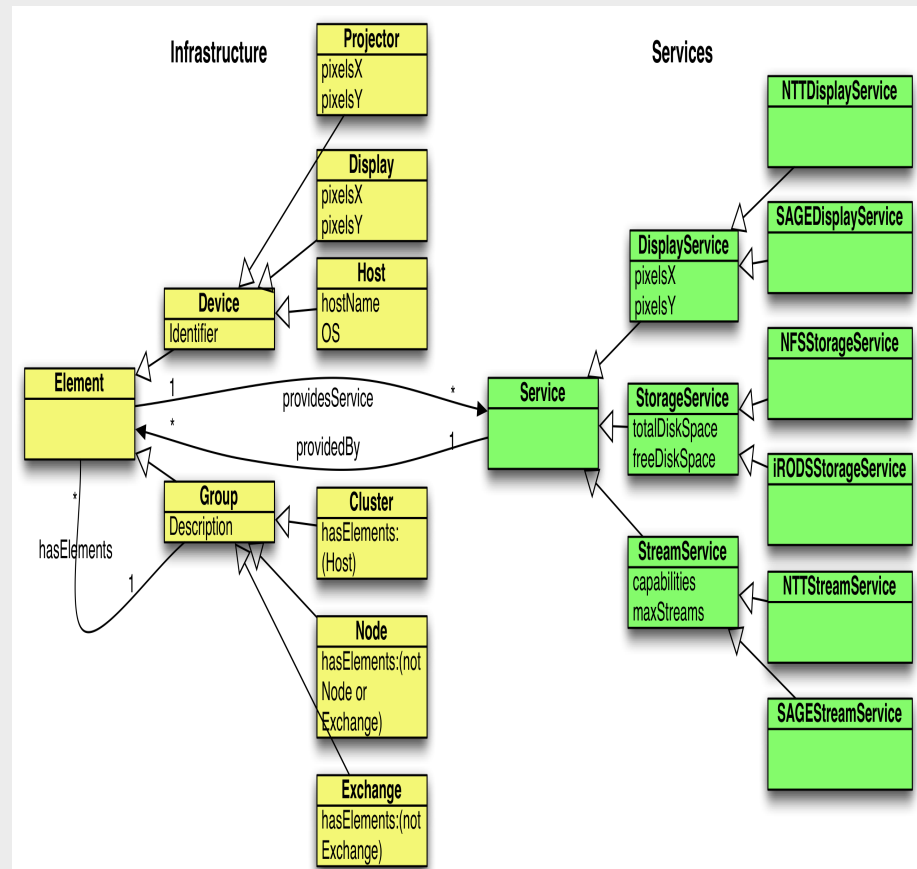 Infrastructure
Services
Projector
pixelsX
pixelsY
Display
pixelsX
pixelsY
Host
hostName
OS
Device
Identifier
Element
1
providesService
*
*
providedBy
1
Group
Description
*
hasElements
1
Cluster
hasElements:
(Host)
Node
hasElements:(not
Node or
Exchange)
Exchange
hasElements:(not
Exchange)
Service
DisplayService
pixelsX
pixelsY
StorageService
totalDiskSpace
freeDiskSpace
StreamService
capabilities
maxStreams
NTTDisplayService
SAGEDisplayService
NFSStorageService
iRODSStorageService
NTTStreamService
SAGEStreamService